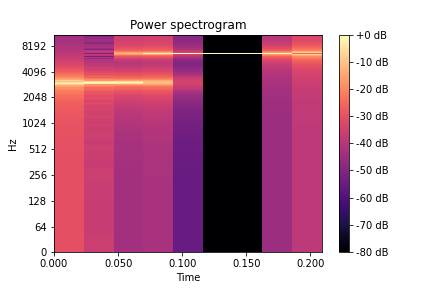 Power spectrogram
Hz
8192
4096
2048
1024
512
256
128
64
0
0.000
0.050
0.100
0.150
0.200
Time
+0 dB
-10 dB
-20 dB
-30 dB
-40 dB
-50 dB
-60 dB
-70 dB
-80 dB